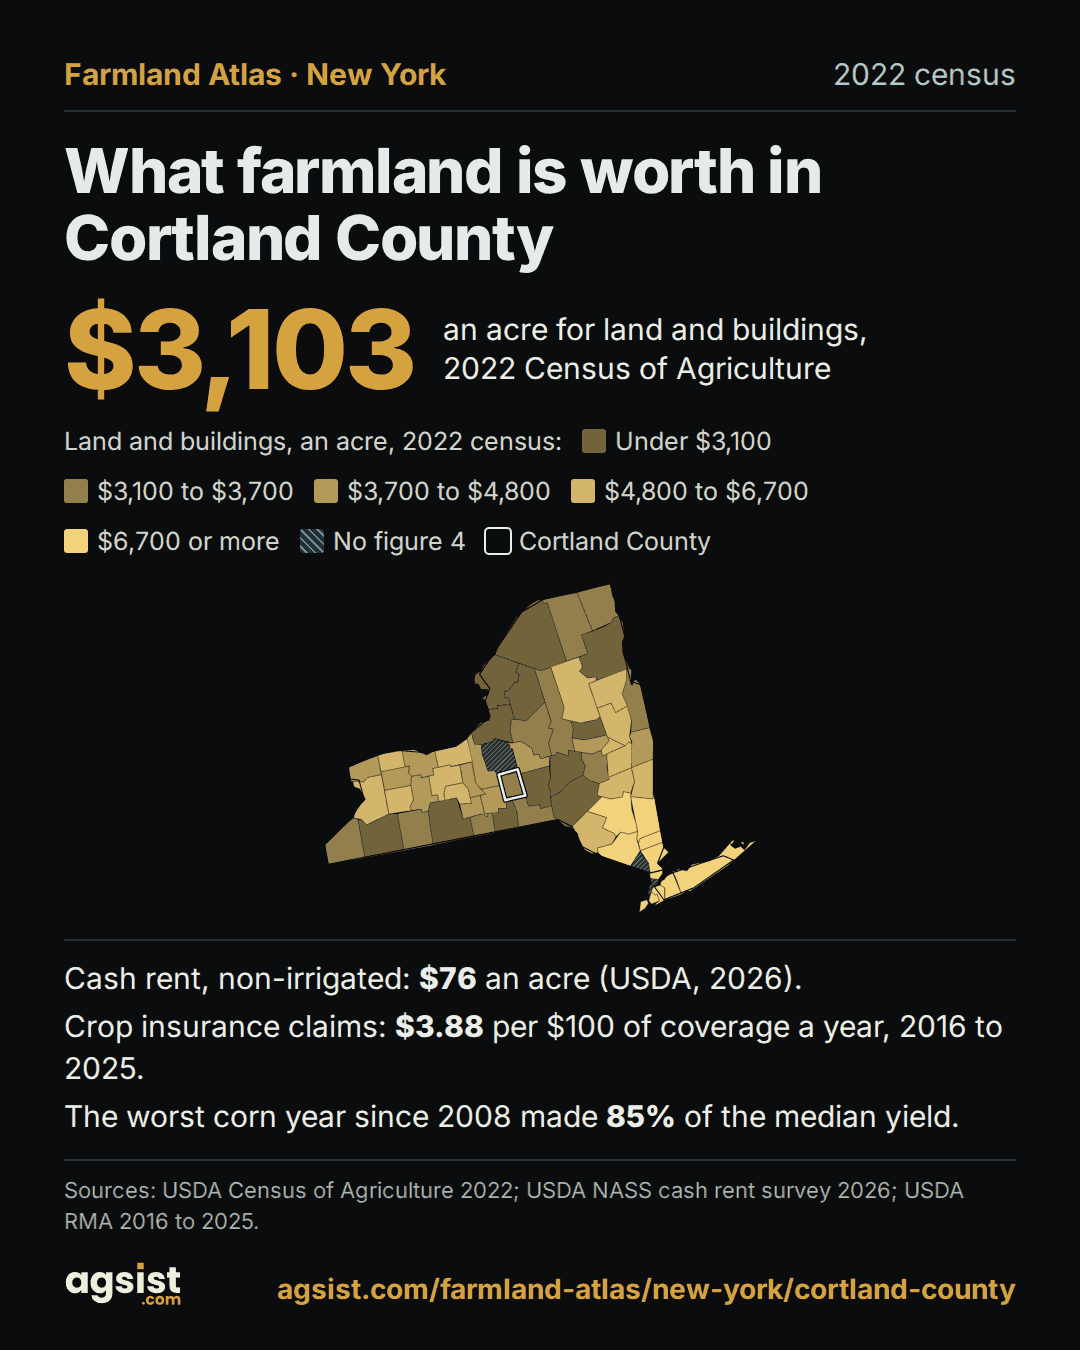 Farmland Atlas · New York
2022 census
What farmland is worth in
Cortland County
$3,103
an acre for land and buildings,
2022 Census of Agriculture
Land and buildings, an acre, 2022 census: Under $3,100
$3,100 to $3,700 $3,700 to $4,800 $4,800 to $6,700
$6,700 or more No figure 4 Cortland County
Cash rent, non-irrigated: $76 an acre (USDA, 2026).
Crop insurance claims: $3.88 per $100 of coverage a year, 2016 to
2025.
The worst corn year since 2008 made 85% of the median yield.
Sources: USDA Census of Agriculture 2022; USDA NASS cash rent survey 2026; USDA
RMA 2016 to 2025.
agsist
.com
agsist.com/farmland-atlas/new-york/cortland-county